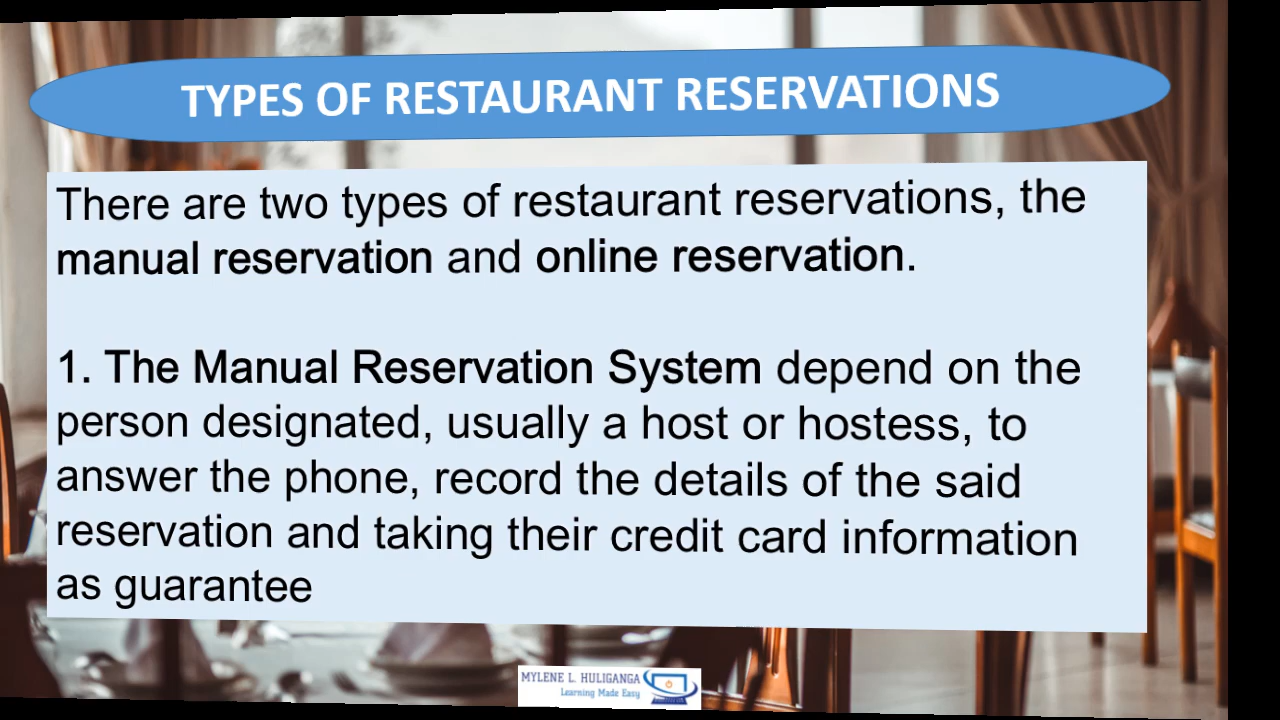 TYPES OF RESTAURANT RESERVATIONS
There are two types of restaurant reservations, the
manual reservation and online reservation.
1. The Manual Reservation System depend on the
person designated, usually a host or hostess, to
answer the phone, record the details of the said
reservation and taking their credit card information
as guarantee
MYLENE L. HULIGANGA
Learning Made Easy